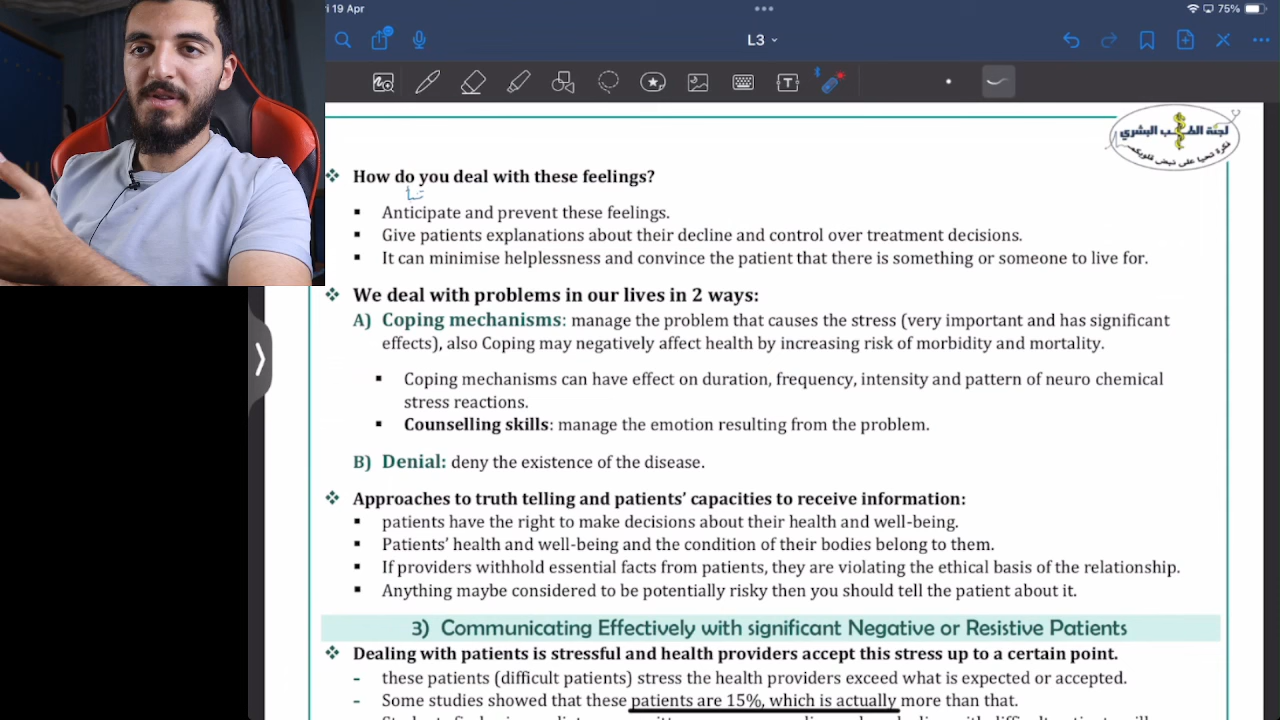 ri 19 Apr
75%
L3
لجنة الطب البشري
فكرة تحيا على نبض قلوبكم
How do you deal with these feelings?
Anticipate and prevent these feelings.
Give patients explanations about their decline and control over treatment decisions.
It can minimise helplessness and convince the patient that there is something or someone to live for.
We deal with problems in our lives in 2 ways:
A) Coping mechanisms: manage the problem that causes the stress (very important and has significant
effects), also Coping may negatively affect health by increasing risk of morbidity and mortality.
Coping mechanisms can have effect on duration, frequency, intensity and pattern of neuro chemical
stress reactions.
Counselling skills: manage the emotion resulting from the problem.
B) Denial: deny the existence of the disease.
Approaches to truth telling and patients' capacities to receive information:
patients have the right to make decisions about their health and well-being.
Patients' health and well-being and the condition of their bodies belong to them.
If providers withhold essential facts from patients, they are violating the ethical basis of the relationship.
Anything maybe considered to be potentially risky then you should tell the patient about it.
3) Communicating Effectively with significant Negative or Resistive Patients
Dealing with patients is stressful and health providers accept this stress up to a certain point.
- these patients (difficult patients) stress the health providers exceed what is expected or accepted.
- Some studies showed that these patients are 15%, which is actually more than that.